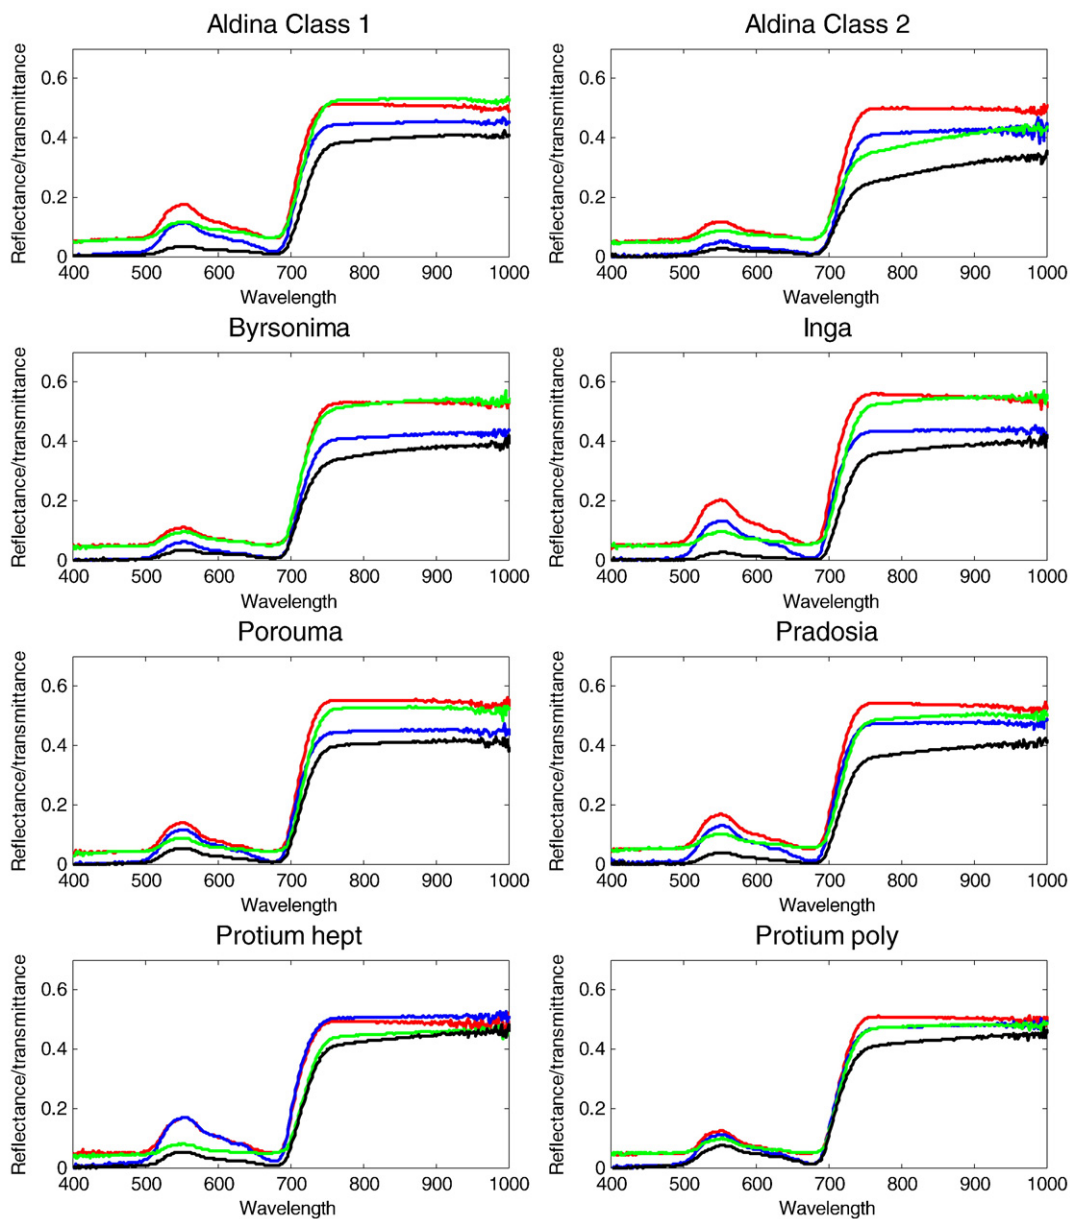 Aldina Class 1
Reflectance/transmittance
0.6
0.4
0.2
0
400 500 600 700 800 900 1000
Wavelength
Aldina Class 2
Reflectance/transmittance
0.6
0.4
0.2
0
400 500 600 700 800 900 1000
Wavelength
Byrsonima
Reflectance/transmittance
0.6
0.4
0.2
0
400 500 600 700 800 900 1000
Wavelength
Inga
Reflectance/transmittance
0.6
0.4
0.2
0
400 500 600 700 800 900 1000
Wavelength
Porouma
Reflectance/transmittance
0.6
0.4
0.2
0
400 500 600 700 800 900 1000
Wavelength
Pradosia
Reflectance/transmittance
0.6
0.4
0.2
0
400 500 600 700 800 900 1000
Wavelength
Protium hept
Reflectance/transmittance
0.6
0.4
0.2
0
400 500 600 700 800 900 1000
Wavelength
Protium poly
Reflectance/transmittance
0.6
0.4
0.2
0
400 500 600 700 800 900 1000
Wavelength